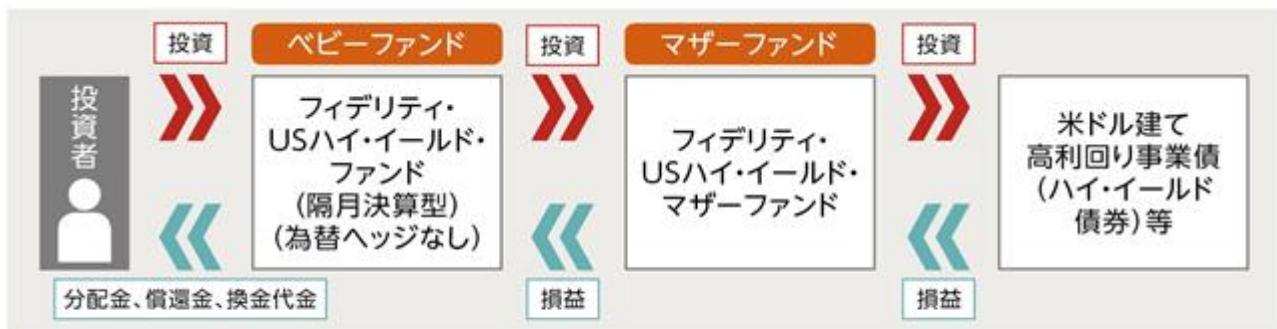 投資
ベビーファンド
投資
マザーファンド
投資
投資者
フィデリティ・
USハイ・イールド・
ファンド
(隔月決算型)
(為替ヘッジなし)
フィデリティ・
USハイ・イールド・
マザーファンド
米ドル建て
高利回り事業債
(ハイ・イールド
債券)等
分配金、償還金、換金代金
損益
損益